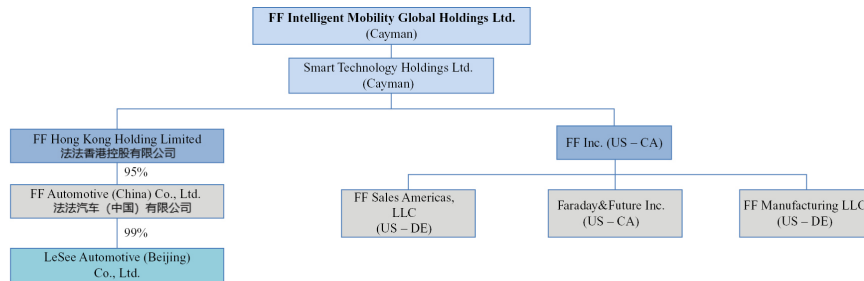 FF Intelligent Mobility Global Holdings Ltd.
(Cayman)
Smart Technology Holdings Ltd.
(Cayman)
FF Hong Kong Holding Limited
法法香港控股有限公司
FF Inc. (US – CA)
95%
FF Automotive (China) Co., Ltd.
法法汽车（中国）有限公司
FF Sales Americas,
LLC
(US – DE)
Faraday&Future Inc.
(US – CA)
FF Manufacturing LLC
(US – DE)
99%
LeSee Automotive (Beijing)
Co., Ltd.